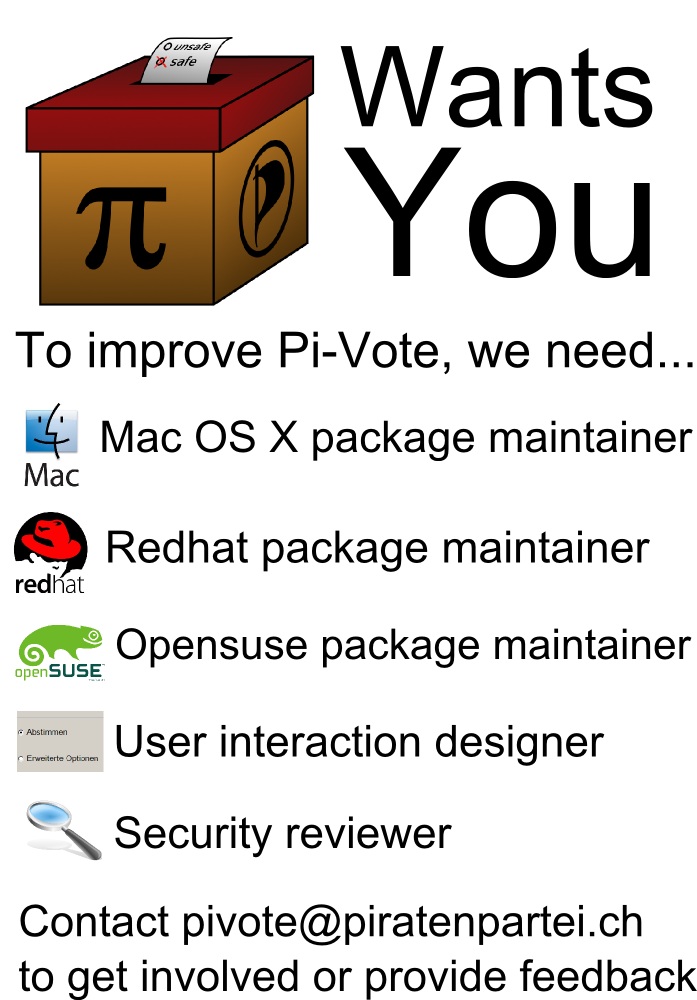 unsafe
safe
π
Wants
You
To improve Pi-Vote, we need...
Mac
Mac OS X package maintainer
redhat
Redhat package maintainer
openSUSE
Opensuse package maintainer
Abstimmen
Erweiterte Optionen
User interaction designer
Security reviewer
Contact pivote@piratenpartei.ch
to get involved or provide feedback